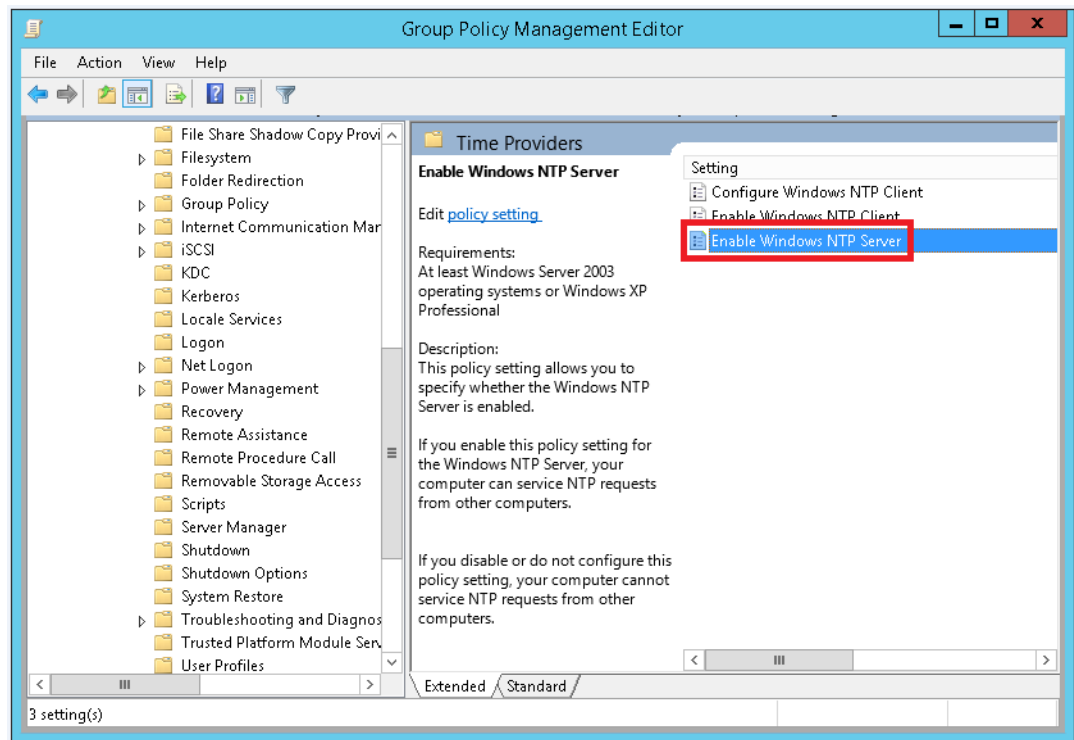 Group Policy Management Editor
File Action View Help
File Share Shadow Copy Provi
Filesystem
Folder Redirection
Group Policy
Internet Communication Mar
iSCSI
KDC
Kerberos
Locale Services
Logon
Net Logon
Power Management
Recovery
Remote Assistance
Remote Procedure Call
Removable Storage Access
Scripts
Server Manager
Shutdown
Shutdown Options
System Restore
Troubleshooting and Diagnos
Trusted Platform Module Serv
User Profiles
Time Providers
Enable Windows NTP Server
Edit policy setting
Requirements:
At least Windows Server 2003
operating systems or Windows XP
Professional
Description:
This policy setting allows you to
specify whether the Windows NTP
Server is enabled.
If you enable this policy setting for
the Windows NTP Server, your
computer can service NTP requests
from other computers.
If you disable or do not configure this
policy setting, your computer cannot
service NTP requests from other
computers.
Setting
Configure Windows NTP Client
Enable Windows NTP Client
Enable Windows NTP Server
Extended Standard
3 setting(s)